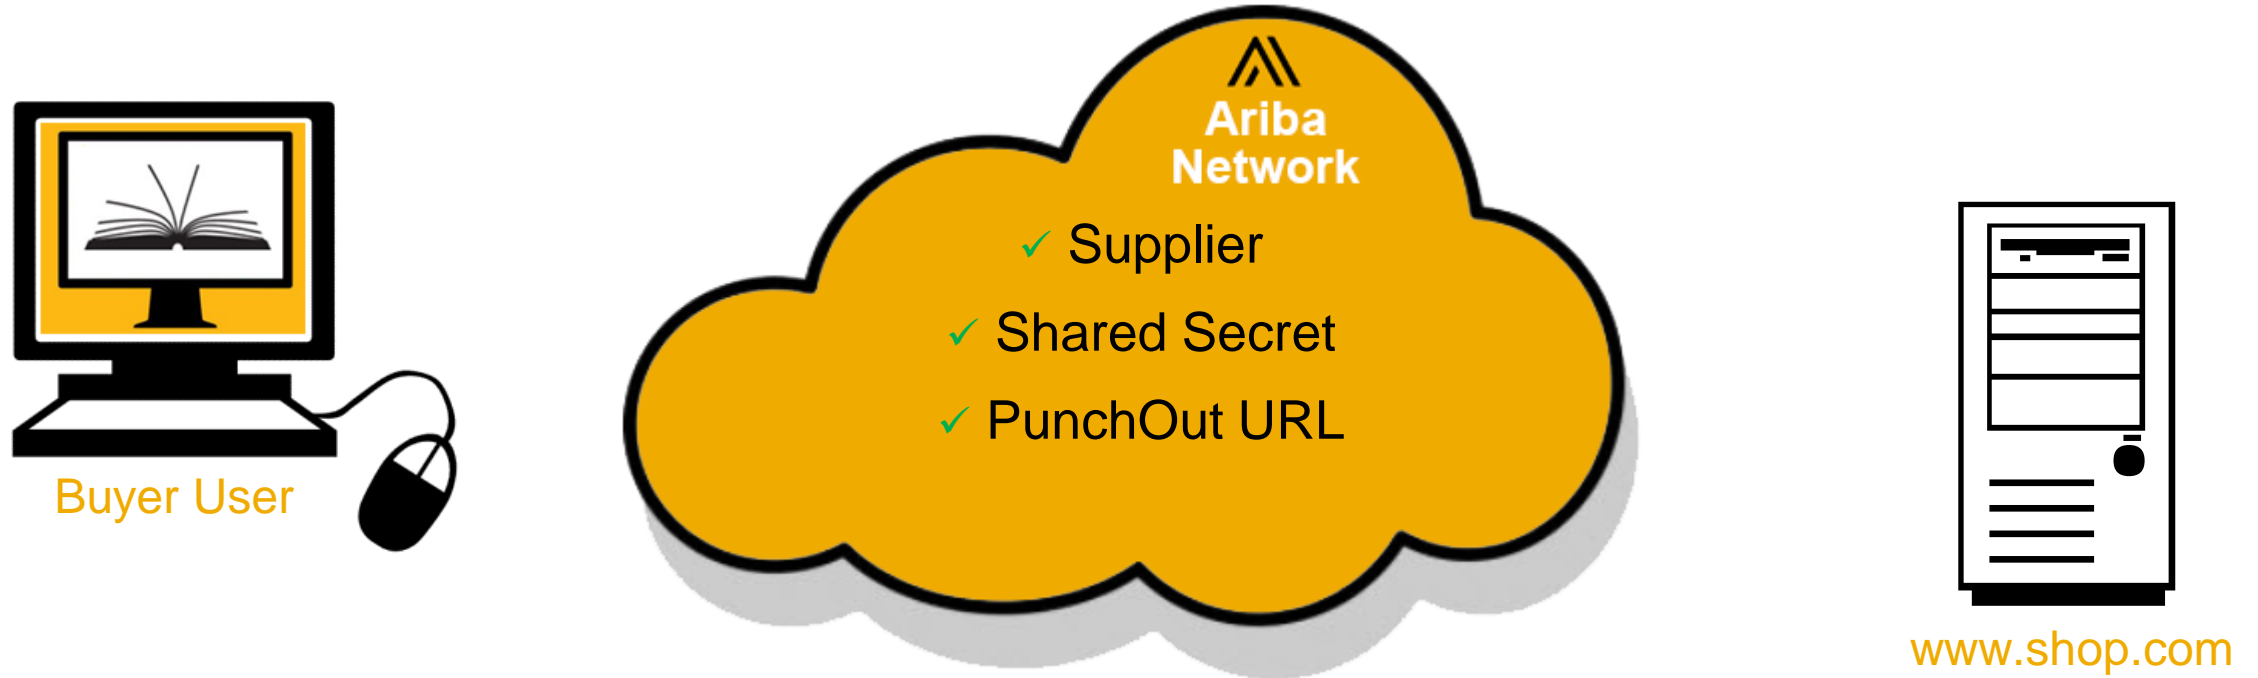 Ariba
Network
✓ Supplier
✓ Shared Secret
✓ PunchOut URL
Buyer User
www.shop.com